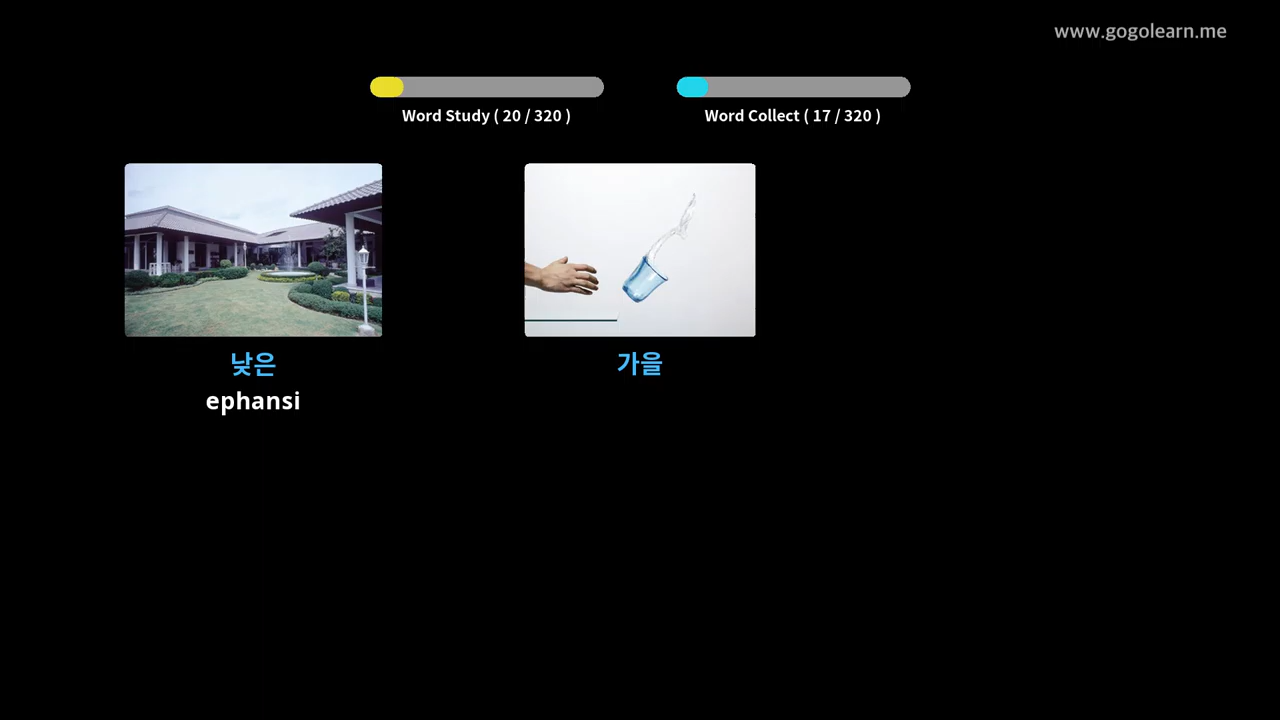 www.gogolearn.me
Word Study ( 20 / 320 )
Word Collect ( 17 / 320 )
낮은
ephansi
가을